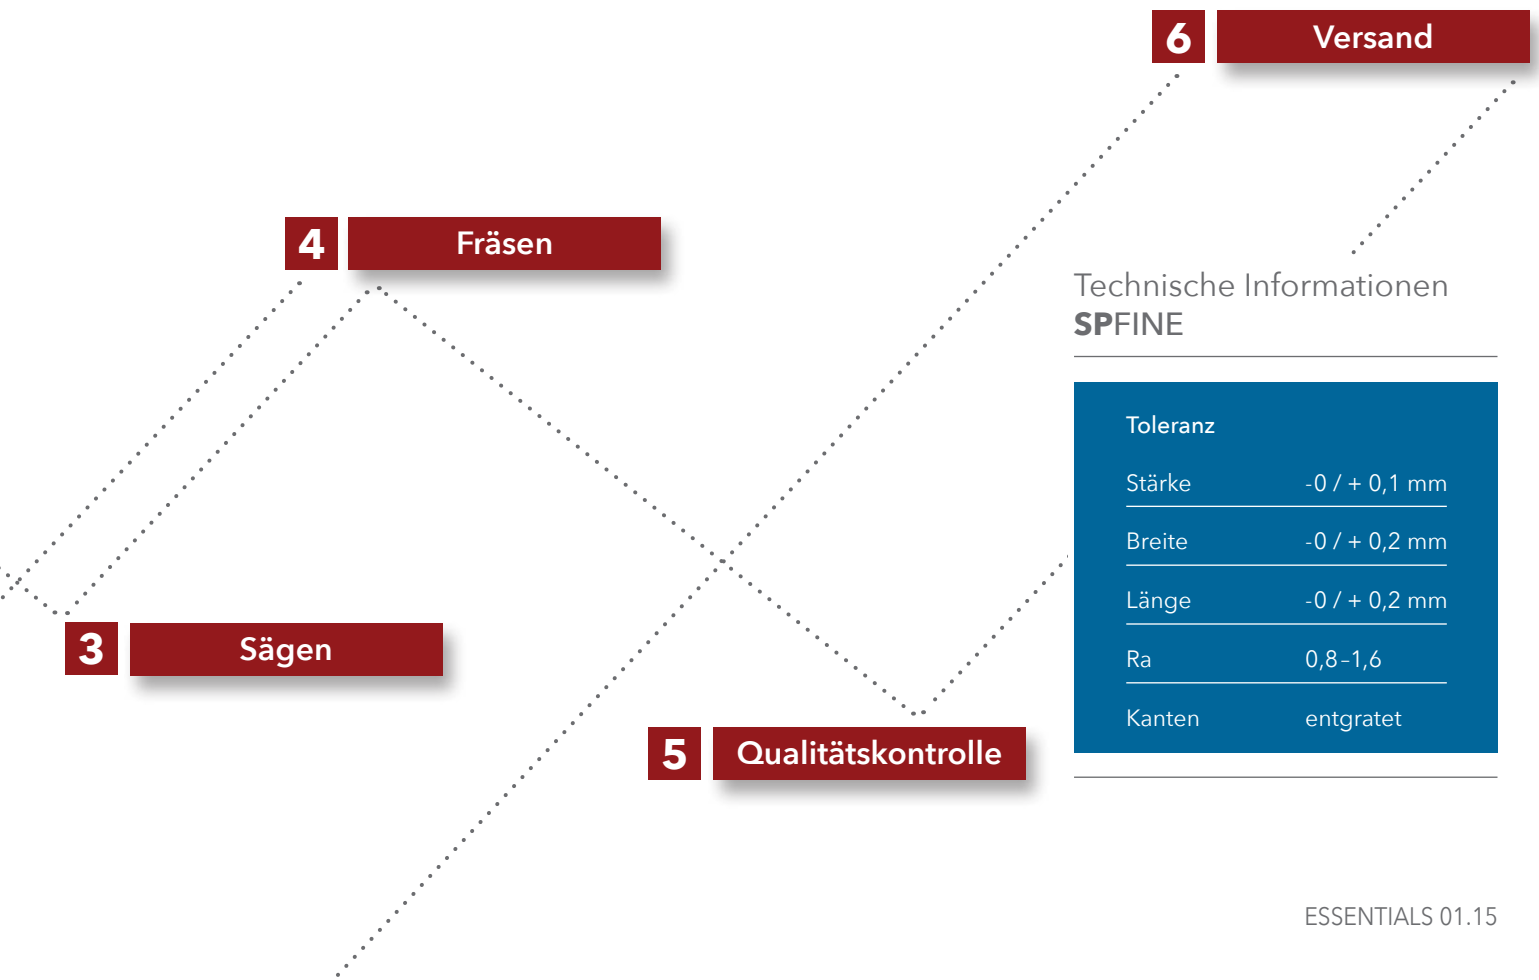 6 Versand
4 Fräsen
Technische Informationen
SPFINE
Toleranz
Stärke -0 / + 0,1 mm
Breite -0 / + 0,2 mm
Länge -0 / + 0,2 mm
Ra 0,8–1,6
Kanten entgratet
3 Sägen
5 Qualitätskontrolle
ESSENTIALS 01.15